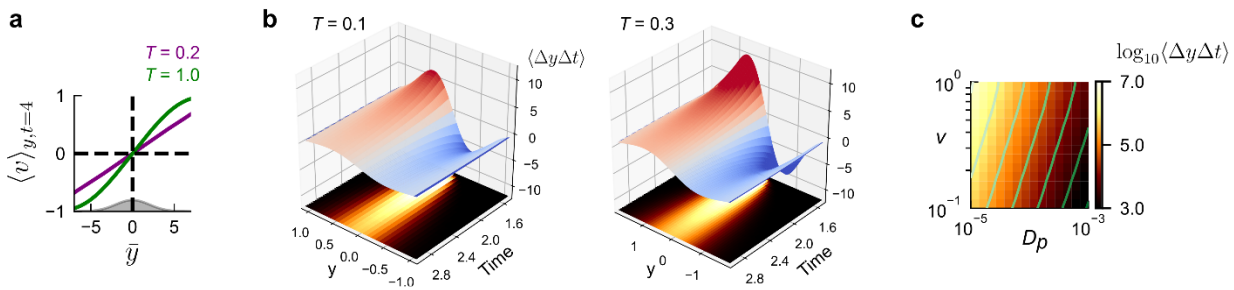 a
T = 0.2
T = 1.0
⟨v⟩y,t=4
1
0
−1
−5
0
5
ȳ
b
T = 0.1
⟨ΔyΔt⟩
10
5
0
−5
−10
1.0
0.5
0.0
−0.5
−1.0
y
1.6
2.0
2.4
2.8
Time
T = 0.3
10
5
0
−5
−10
1
0
−1
y
1.6
2.0
2.4
2.8
Time
c
log10⟨ΔyΔt⟩
10^0
10^-1
v
10^-5
10^-3
Dp
7.0
5.0
3.0